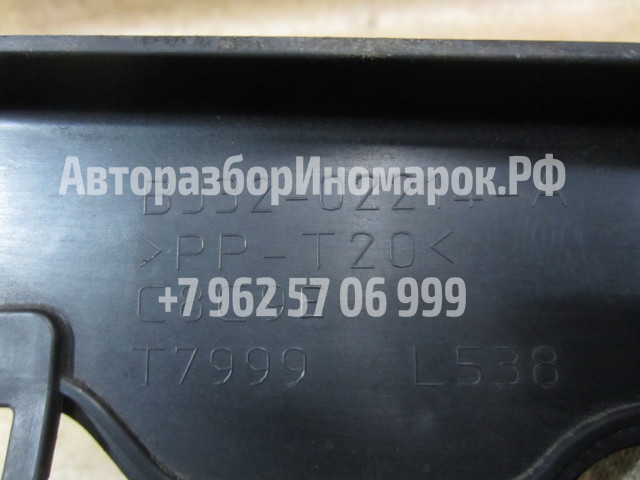 АвторазборИномарок.РФ
>PP-T20<
+7 962 57 06 999
T7999 L538